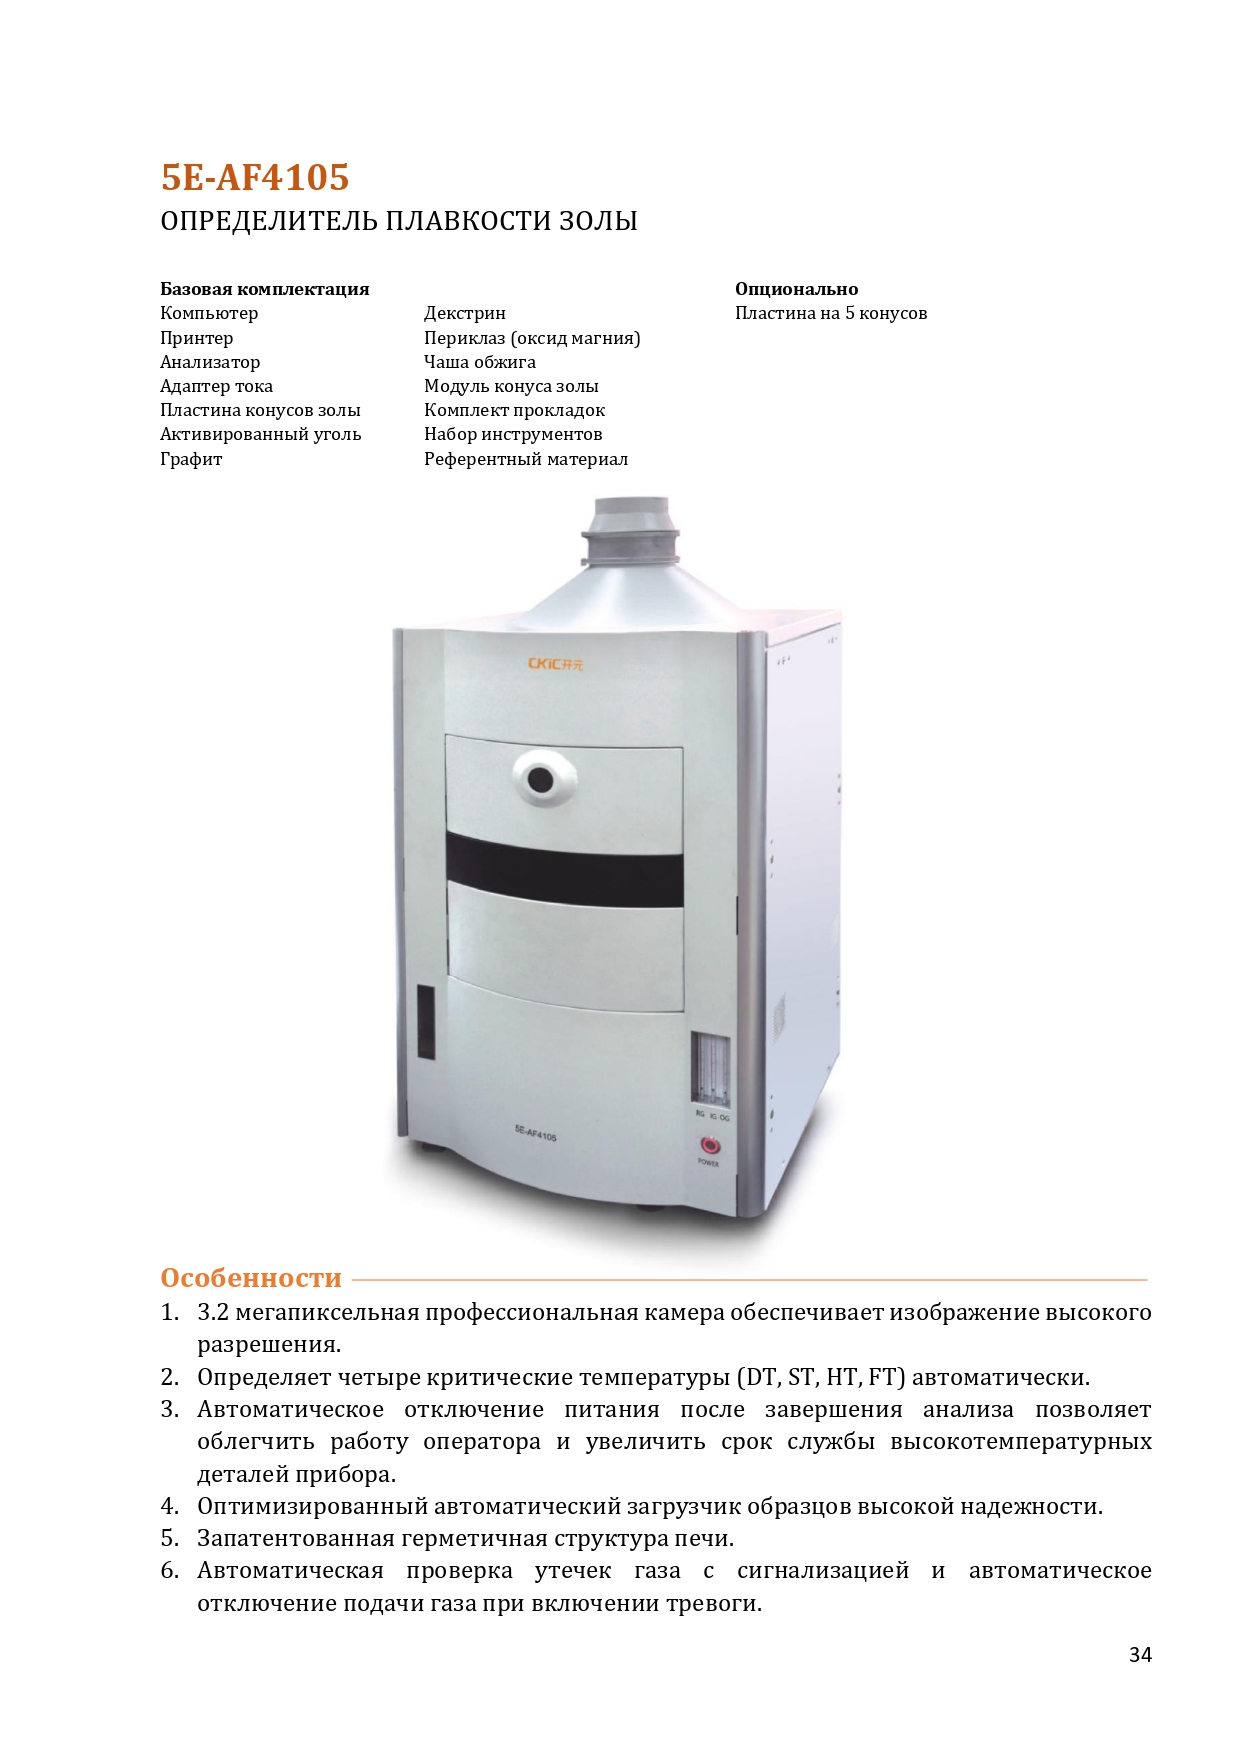 5E-AF4105
ОПРЕДЕЛИТЕЛЬ ПЛАВКОСТИ ЗОЛЫ
Базовая комплектация
Компьютер
Принтер
Анализатор
Адаптер тока
Пластина конусов золы
Активированный уголь
Графит
Декстрин
Периклаз (оксид магния)
Чаша обжига
Модуль конуса золы
Комплект прокладок
Набор инструментов
Референтный материал
Опционально
Пластина на 5 конусов
CKIC开元
RG IG OG
5E-AF4105
POWER
Особенности
1. 3.2 мегапиксельная профессиональная камера обеспечивает изображение высокого
разрешения.
2. Определяет четыре критические температуры (DT, ST, HT, FT) автоматически.
3. Автоматическое отключение питания после завершения анализа позволяет
облегчить работу оператора и увеличить срок службы высокотемпературных
деталей прибора.
4. Оптимизированный автоматический загрузчик образцов высокой надежности.
5. Запатентованная герметичная структура печи.
6. Автоматическая проверка утечек газа с сигнализацией и автоматическое
отключение подачи газа при включении тревоги.
34